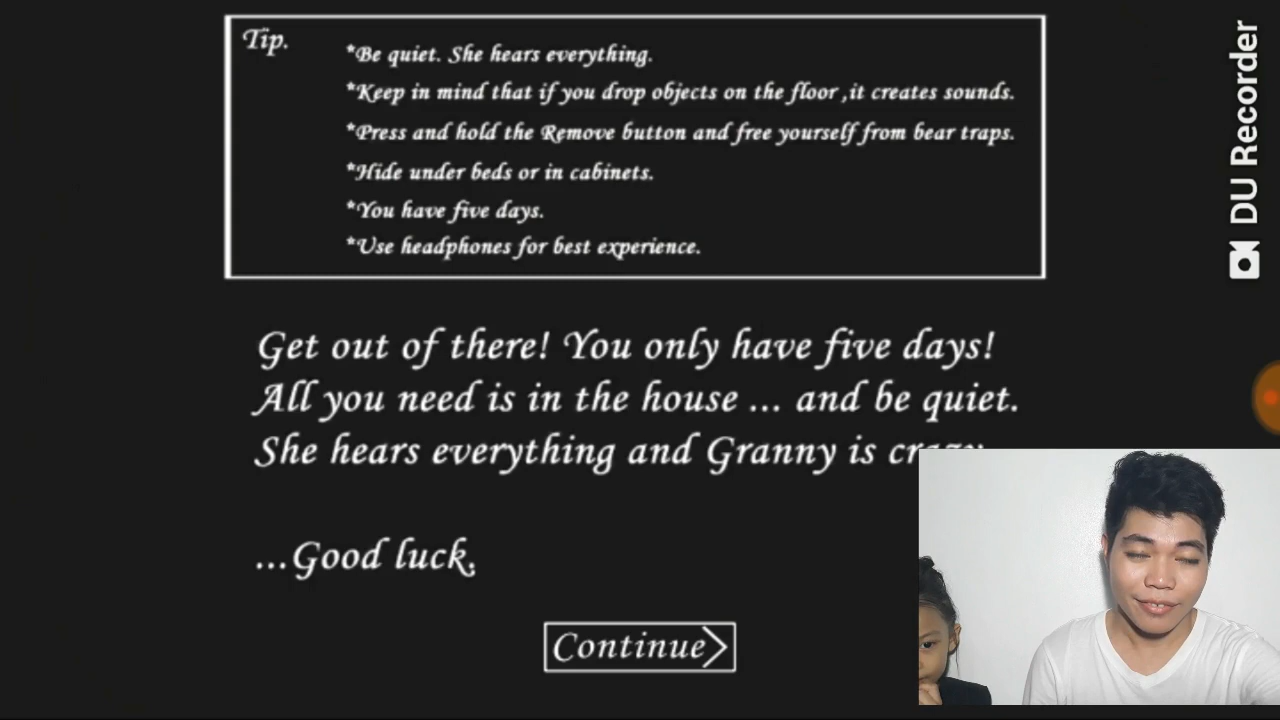 Tip.
*Be quiet. She hears everything.
*Keep in mind that if you drop objects on the floor ,it creates sounds.
*Press and hold the Remove button and free yourself from bear traps.
*Hide under beds or in cabinets.
*You have five days.
*Use headphones for best experience.
Get out of there! You only have five days!
All you need is in the house ... and be quiet.
She hears everything and Granny is
...Good luck.
Continue>
DU Recorder